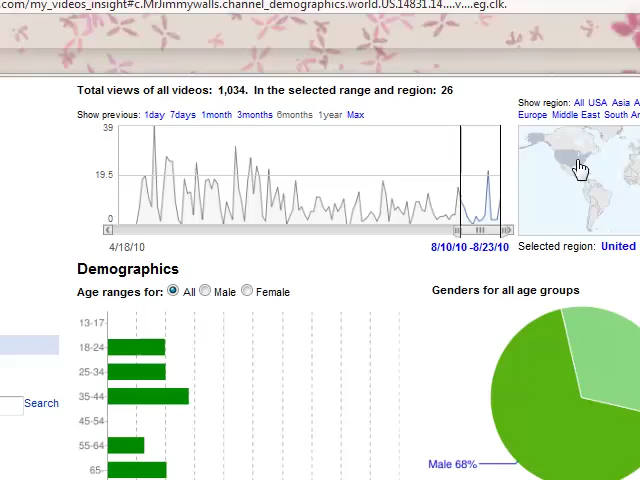 .com/my_videos_insight#c.MrJimmywalls.channel_demographics.world.US.14831.14....v....eg.clk.
Total views of all videos: 1,034. In the selected range and region: 26
Show region: All USA Asia A
Show previous: 1day 7days 1month 3months 6months 1year Max
Europe Middle East South Am
39
19.5
0
4/18/10
8/10/10 -8/23/10
Selected region: United
Demographics
Age ranges for: All Male Female
Genders for all age groups
13-17
18-24
25-34
35-44
Search
45-54
55-64
Male 68%
65-